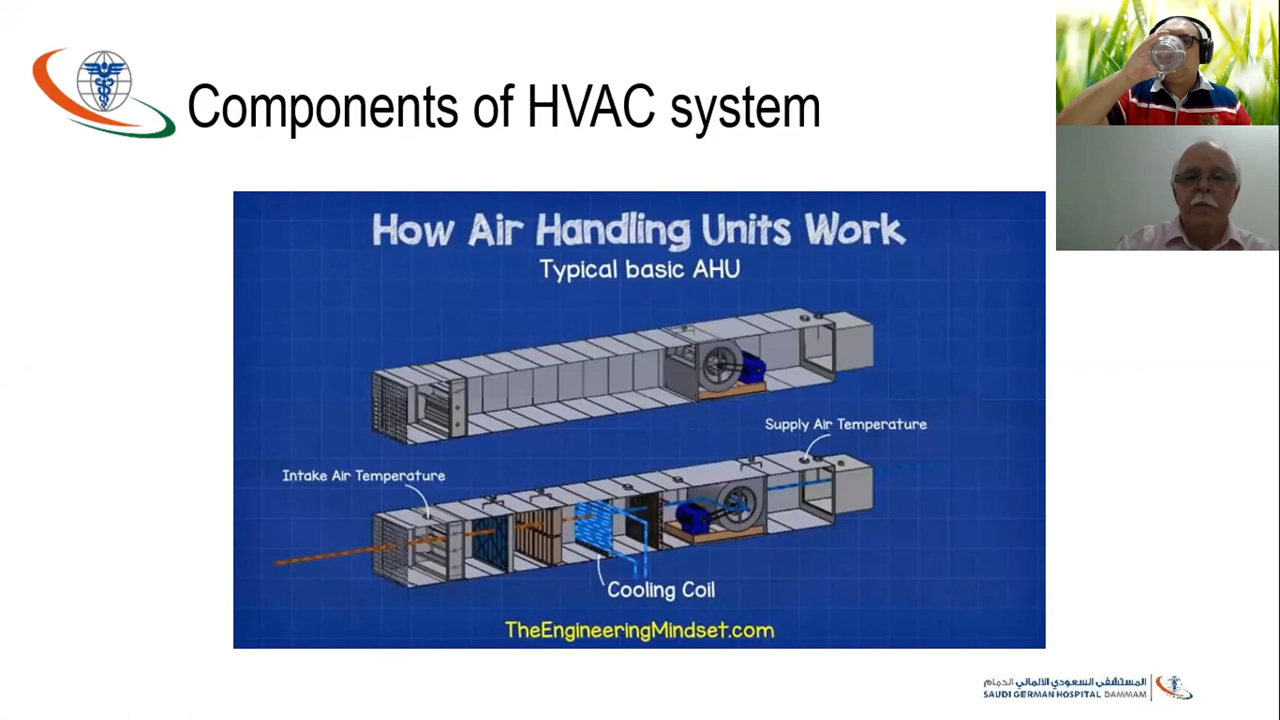 Components of HVAC system
How Air Handling Units Work
Typical basic AHU
Supply Air Temperature
Intake Air Temperature
Cooling Coil
TheEngineeringMindset.com
المستشفى السعودي الألماني الدمام
SAUDI GERMAN HOSPITAL DAMMAM